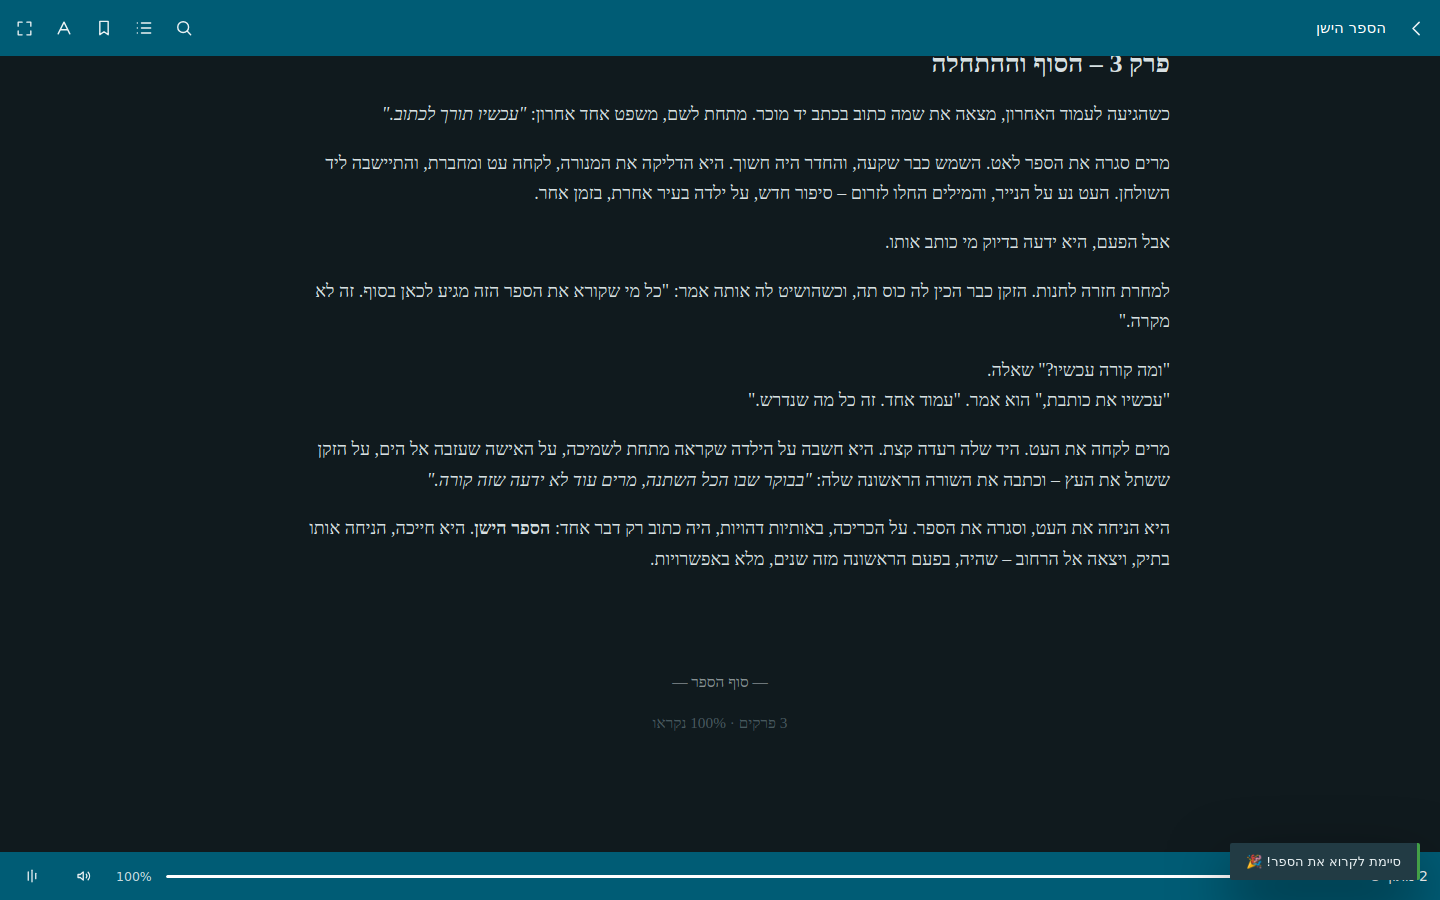 הספר הישן
פרק 3 – הסוף וההתחלה
כשהגיעה לעמוד האחרון, מצאה את שמה כתוב בכתב יד מוכר. מתחת לשם, משפט אחד אחרון: "עכשיו תורך לכתוב."
מרים סגרה את הספר לאט. השמש כבר שקעה, והחדר היה חשוך. היא הדליקה את המנורה, לקחה עט ומחברת, והתיישבה ליד
השולחן. העט נע על הנייר, והמילים החלו לזרום – סיפור חדש, על ילדה בעיר אחרת, בזמן אחר.
אבל הפעם, היא ידעה בדיוק מי כותב אותו.
למחרת חזרה לחנות. הזקן כבר הכין לה כוס תה, וכשהושיט לה אותה אמר: "כל מי שקורא את הספר הזה מגיע לכאן בסוף. זה לא
מקרה."
"ומה קורה עכשיו?" שאלה.
"עכשיו את כותבת," הוא אמר. "עמוד אחד. זה כל מה שנדרש."
מרים לקחה את העט. היד שלה רעדה קצת. היא חשבה על הילדה שקראה מתחת לשמיכה, על האישה שעזבה אל הים, על הזקן
ששתל את העץ – וכתבה את השורה הראשונה שלה: "בבוקר שבו הכל השתנה, מרים עוד לא ידעה שזה קורה."
היא הניחה את העט, וסגרה את הספר. על הכריכה, באותיות דהויות, היה כתוב רק דבר אחד: הספר הישן. היא חייכה, הניחה אותו
בתיק, ויצאה אל הרחוב – שהיה, בפעם הראשונה מזה שנים, מלא באפשרויות.
— סוף הספר —
3 פרקים · 100% נקראו
סיימת לקרוא את הספר! 🎉
2
100%